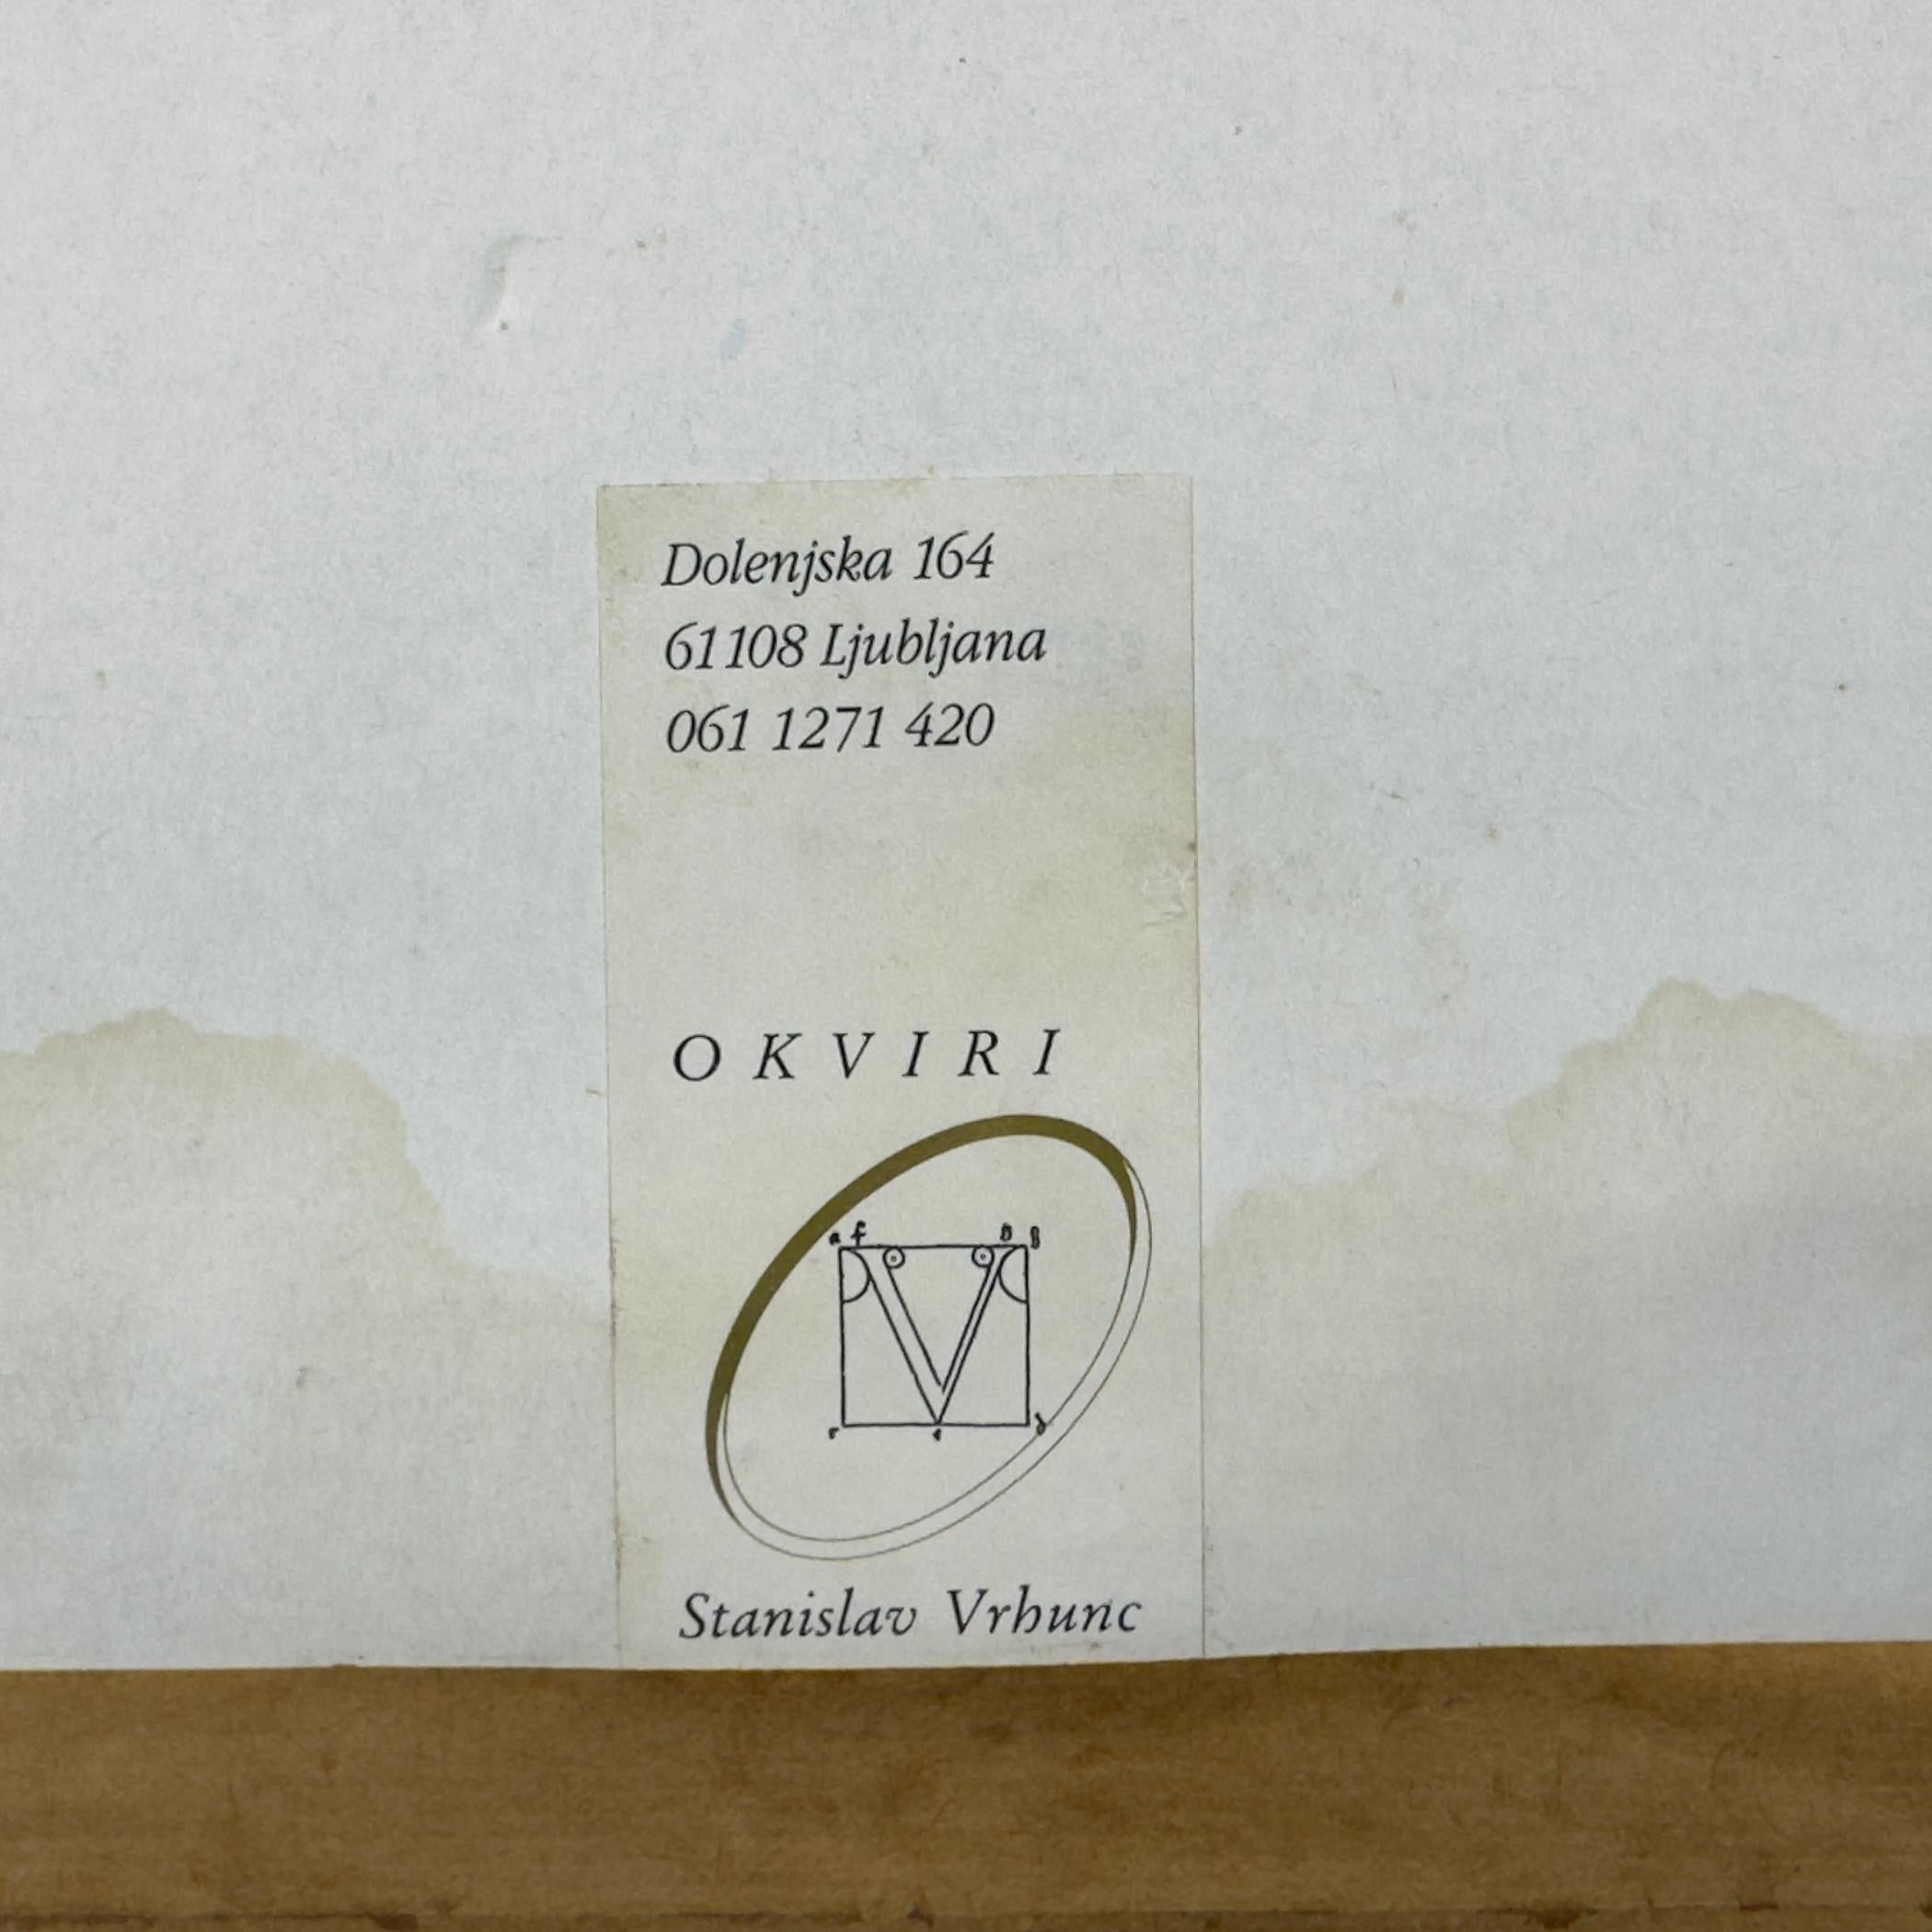 Dolenjska 164
61108 Ljubljana
061 1271 420
OKVIRI
a f
r
Stanislav Vrhunc